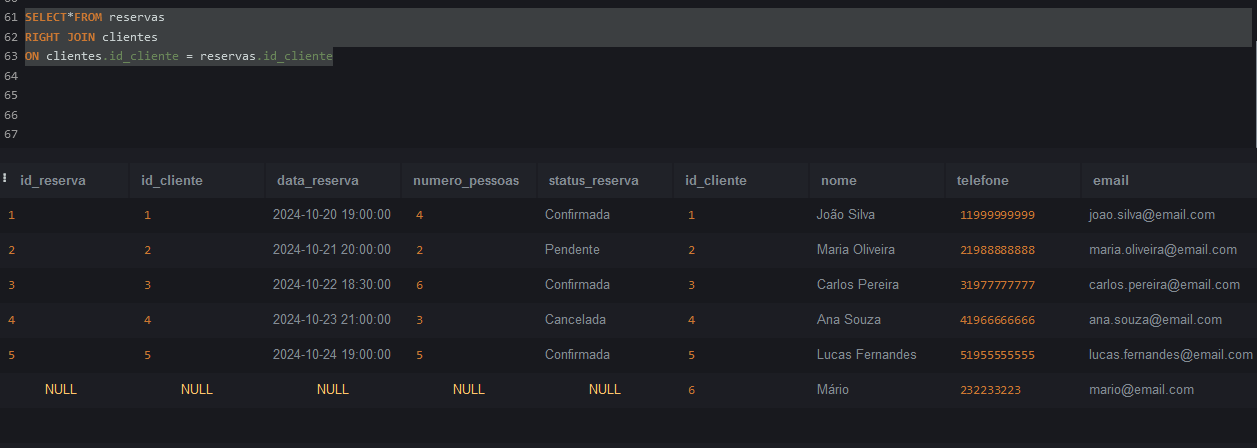 61 SELECT*FROM reservas
62 RIGHT JOIN clientes
63 ON clientes.id_cliente = reservas.id_cliente
64
65
66
67
id_reserva id_cliente data_reserva numero_pessoas status_reserva id_cliente nome telefone email
1 1 2024-10-20 19:00:00 4 Confirmada 1 João Silva 11999999999 joao.silva@email.com
2 2 2024-10-21 20:00:00 2 Pendente 2 Maria Oliveira 21988888888 maria.oliveira@email.com
3 3 2024-10-22 18:30:00 6 Confirmada 3 Carlos Pereira 31977777777 carlos.pereira@email.com
4 4 2024-10-23 21:00:00 3 Cancelada 4 Ana Souza 41966666666 ana.souza@email.com
5 5 2024-10-24 19:00:00 5 Confirmada 5 Lucas Fernandes 51955555555 lucas.fernandes@email.com
NULL NULL NULL NULL NULL 6 Mário 232233223 mario@email.com